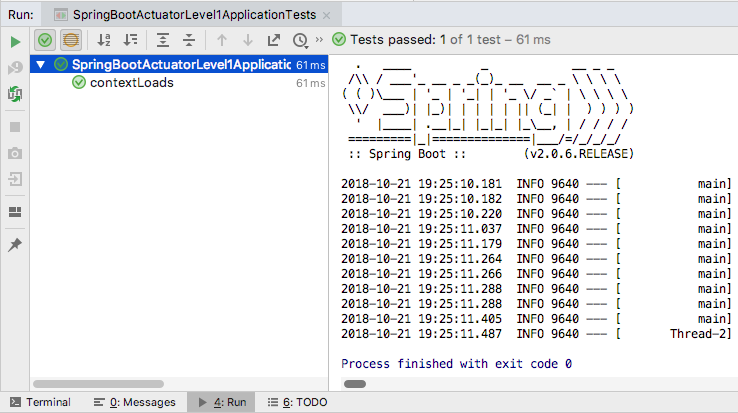 Run: SpringBootActuatorLevel1ApplicationTests ×
Tests passed: 1 of 1 test – 61 ms
SpringBootActuatorLevel1Applicatic 61 ms
contextLoads 61 ms
:: Spring Boot :: (v2.0.6.RELEASE)
2018-10-21 19:25:10.181 INFO 9640 --- [ main]
2018-10-21 19:25:10.182 INFO 9640 --- [ main]
2018-10-21 19:25:10.220 INFO 9640 --- [ main]
2018-10-21 19:25:11.037 INFO 9640 --- [ main]
2018-10-21 19:25:11.179 INFO 9640 --- [ main]
2018-10-21 19:25:11.264 INFO 9640 --- [ main]
2018-10-21 19:25:11.266 INFO 9640 --- [ main]
2018-10-21 19:25:11.288 INFO 9640 --- [ main]
2018-10-21 19:25:11.288 INFO 9640 --- [ main]
2018-10-21 19:25:11.405 INFO 9640 --- [ main]
2018-10-21 19:25:11.487 INFO 9640 --- [ Thread-2]
Process finished with exit code 0
Terminal 0: Messages 4: Run 6: TODO